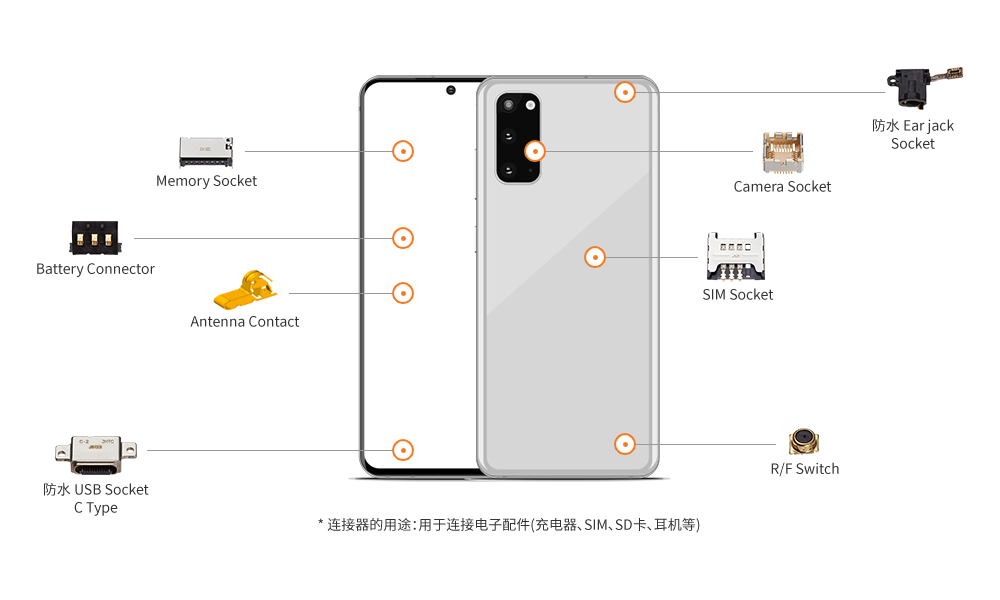 防水 Ear jack
Socket
Memory Socket
Camera Socket
Battery Connector
SIM Socket
Antenna Contact
C-2 JHTC
R/F Switch
防水 USB Socket
C Type
* 连接器的用途：用于连接电子配件(充电器、SIM、SD卡、耳机等)